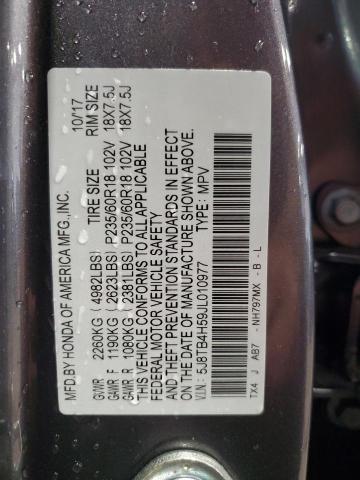 MFD.BY HONDA OF AMERICA MFG.,INC. 10/17
TIRE SIZE RIM SIZE
GVWR 2260KG ( 4982LBS)
GAWR F 1190KG ( 2623LBS) P235/60R18 102V 18X7.5J
GAWR R 1080KG ( 2381LBS) P235/60R18 102V 18X7.5J
THIS VEHICLE CONFORMS TO ALL APPLICABLE
FEDERAL MOTOR VEHICLE SAFETY
AND THEFT PREVENTION STANDARDS IN EFFECT
ON THE DATE OF MANUFACTURE SHOWN ABOVE.
V.I.N.: 5J8TB4H59JL010977 TYPE: MPV
TX4 J AB7 - NH797MX - B - L